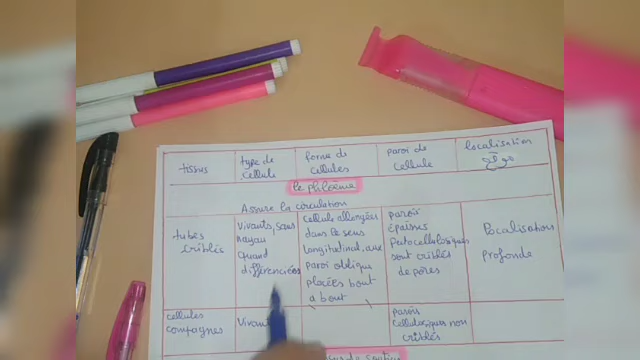 tissus
type de
cellule
forme de
cellules
paroi de
cellule
localisation
le phloème
Assure la circulation
tubes
criblés
Vivants, sans
noyau
quand
différenciées
Cellule allongées
dans le sens
longitudinal, avec
paroi oblique
placées bout
a bout
parois
épaisses
Pectocellulosiques
sont criblés
de pores
localisation
profonde
cellules
compagnes
Vivants
parois
cellulosiques non
criblés